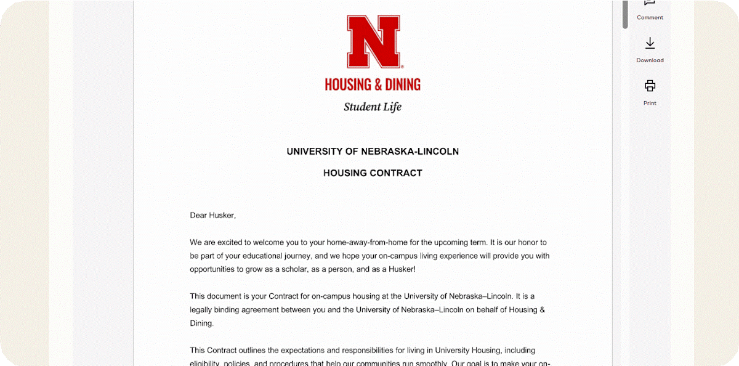 Comment
Download
Print
N
HOUSING & DINING
Student Life
UNIVERSITY OF NEBRASKA-LINCOLN
HOUSING CONTRACT
Dear Husker,
We are excited to welcome you to your home-away-from-home for the upcoming term. It is our honor to
be part of your educational journey, and we hope your on-campus living experience will provide you with
opportunities to grow as a scholar, as a person, and as a Husker!
This document is your Contract for on-campus housing at the University of Nebraska–Lincoln. It is a
legally binding agreement between you and the University of Nebraska–Lincoln on behalf of Housing &
Dining.
This Contract outlines the expectations and responsibilities for living in University Housing, including
eligibility, policies, and procedures that help our communities run smoothly. Our goal is to make your on-